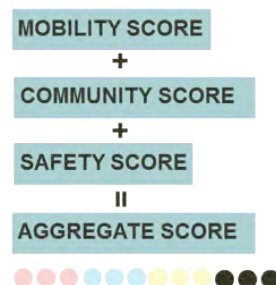 MOBILITY SCORE
+
COMMUNITY SCORE
+
SAFETY SCORE
=
AGGREGATE SCORE